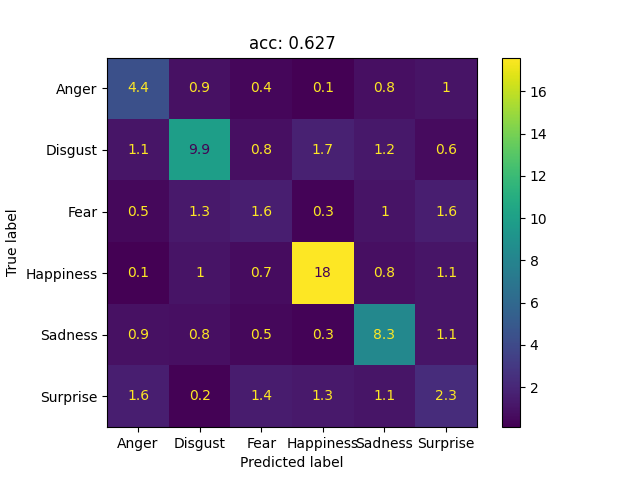 acc: 0.627
Anger 4.4 0.9 0.4 0.1 0.8 1
Disgust 1.1 9.9 0.8 1.7 1.2 0.6
Fear 0.5 1.3 1.6 0.3 1 1.6
Happiness 0.1 1 0.7 18 0.8 1.1
Sadness 0.9 0.8 0.5 0.3 8.3 1.1
Surprise 1.6 0.2 1.4 1.3 1.1 2.3
Anger Disgust Fear Happiness Sadness Surprise
Predicted label
True label
16
14
12
10
8
6
4
2